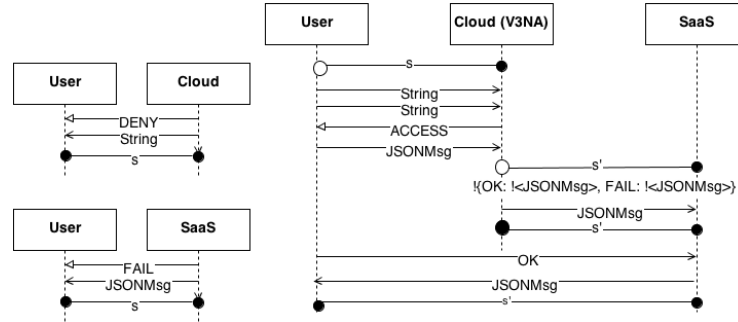 User
Cloud
DENY
String
s
User
SaaS
FAIL
JSONMsg
s
User
Cloud (V3NA)
SaaS
s
String
String
ACCESS
JSONMsg
s'
!{OK: !<JSONMsg>, FAIL: !<JSONMsg>}
JSONMsg
s'
OK
JSONMsg
s'